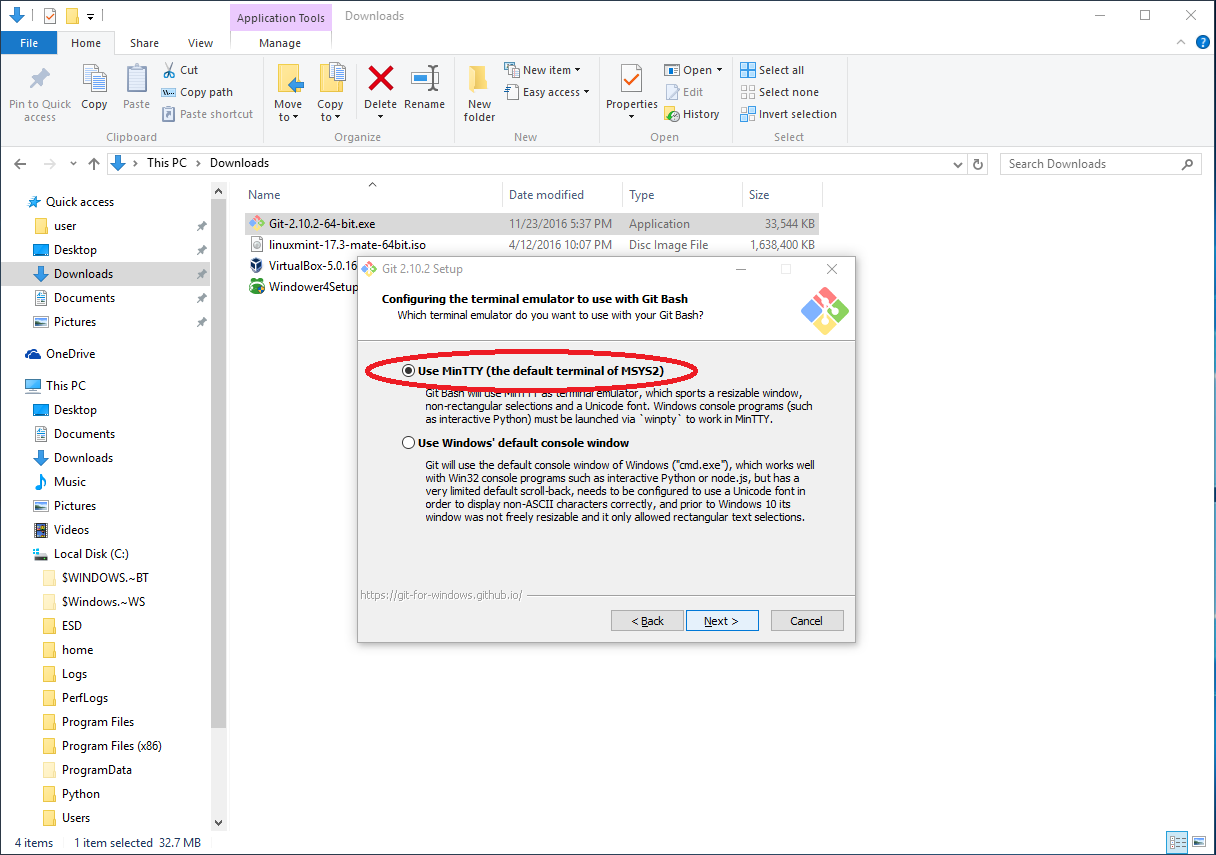 Application Tools Downloads
File Home Share View Manage
Pin to Quick access
Copy
Paste
Cut
Copy path
Paste shortcut
Clipboard
Move to
Copy to
Delete
Rename
Organize
New folder
New item
Easy access
New
Properties
Open
Edit
History
Open
Select all
Select none
Invert selection
Select
This PC > Downloads
Search Downloads
Quick access
user
Desktop
Downloads
Documents
Pictures
OneDrive
This PC
Desktop
Documents
Downloads
Music
Pictures
Videos
Local Disk (C:)
$WINDOWS.~BT
$Windows.~WS
ESD
home
Logs
PerfLogs
Program Files
Program Files (x86)
ProgramData
Python
Users
Name Date modified Type Size
Git-2.10.2-64-bit.exe 11/23/2016 5:37 PM Application 33,544 KB
linuxmint-17.3-mate-64bit.iso 4/12/2016 10:07 PM Disc Image File 1,638,400 KB
VirtualBox-5.0.16
Windower4Setup
Git 2.10.2 Setup
Configuring the terminal emulator to use with Git Bash
Which terminal emulator do you want to use with your Git Bash?
Use MinTTY (the default terminal of MSYS2)
Git Bash will use MinTTY as terminal emulator, which sports a resizable window,
non-rectangular selections and a Unicode font. Windows console programs (such
as interactive Python) must be launched via `winpty` to work in MinTTY.
Use Windows' default console window
Git will use the default console window of Windows ("cmd.exe"), which works well
with Win32 console programs such as interactive Python or node.js, but has a
very limited default scroll-back, needs to be configured to use a Unicode font in
order to display non-ASCII characters correctly, and prior to Windows 10 its
window was not freely resizable and it only allowed rectangular text selections.
https://git-for-windows.github.io/
< Back Next > Cancel
4 items 1 item selected 32.7 MB